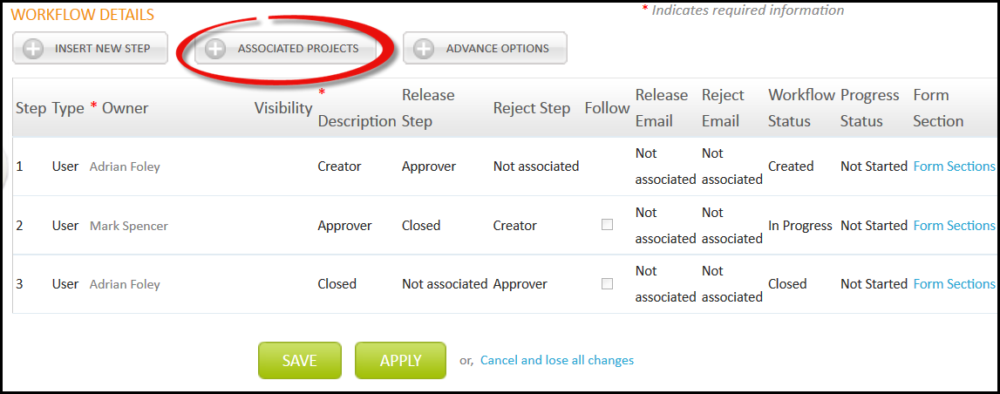 WORKFLOW DETAILS
* Indicates required information
INSERT NEW STEP ASSOCIATED PROJECTS ADVANCE OPTIONS
Step Type * Owner Visibility * Description Release Step Reject Step Follow Release Email Reject Email Workflow Status Progress Status Form Section
1 User Adrian Foley Creator Approver Not associated Not associated Not associated Created Not Started Form Sections
2 User Mark Spencer Approver Closed Creator Not associated Not associated In Progress Not Started Form Sections
3 User Adrian Foley Closed Not associated Approver Not associated Not associated Closed Not Started Form Sections
SAVE APPLY or, Cancel and lose all changes